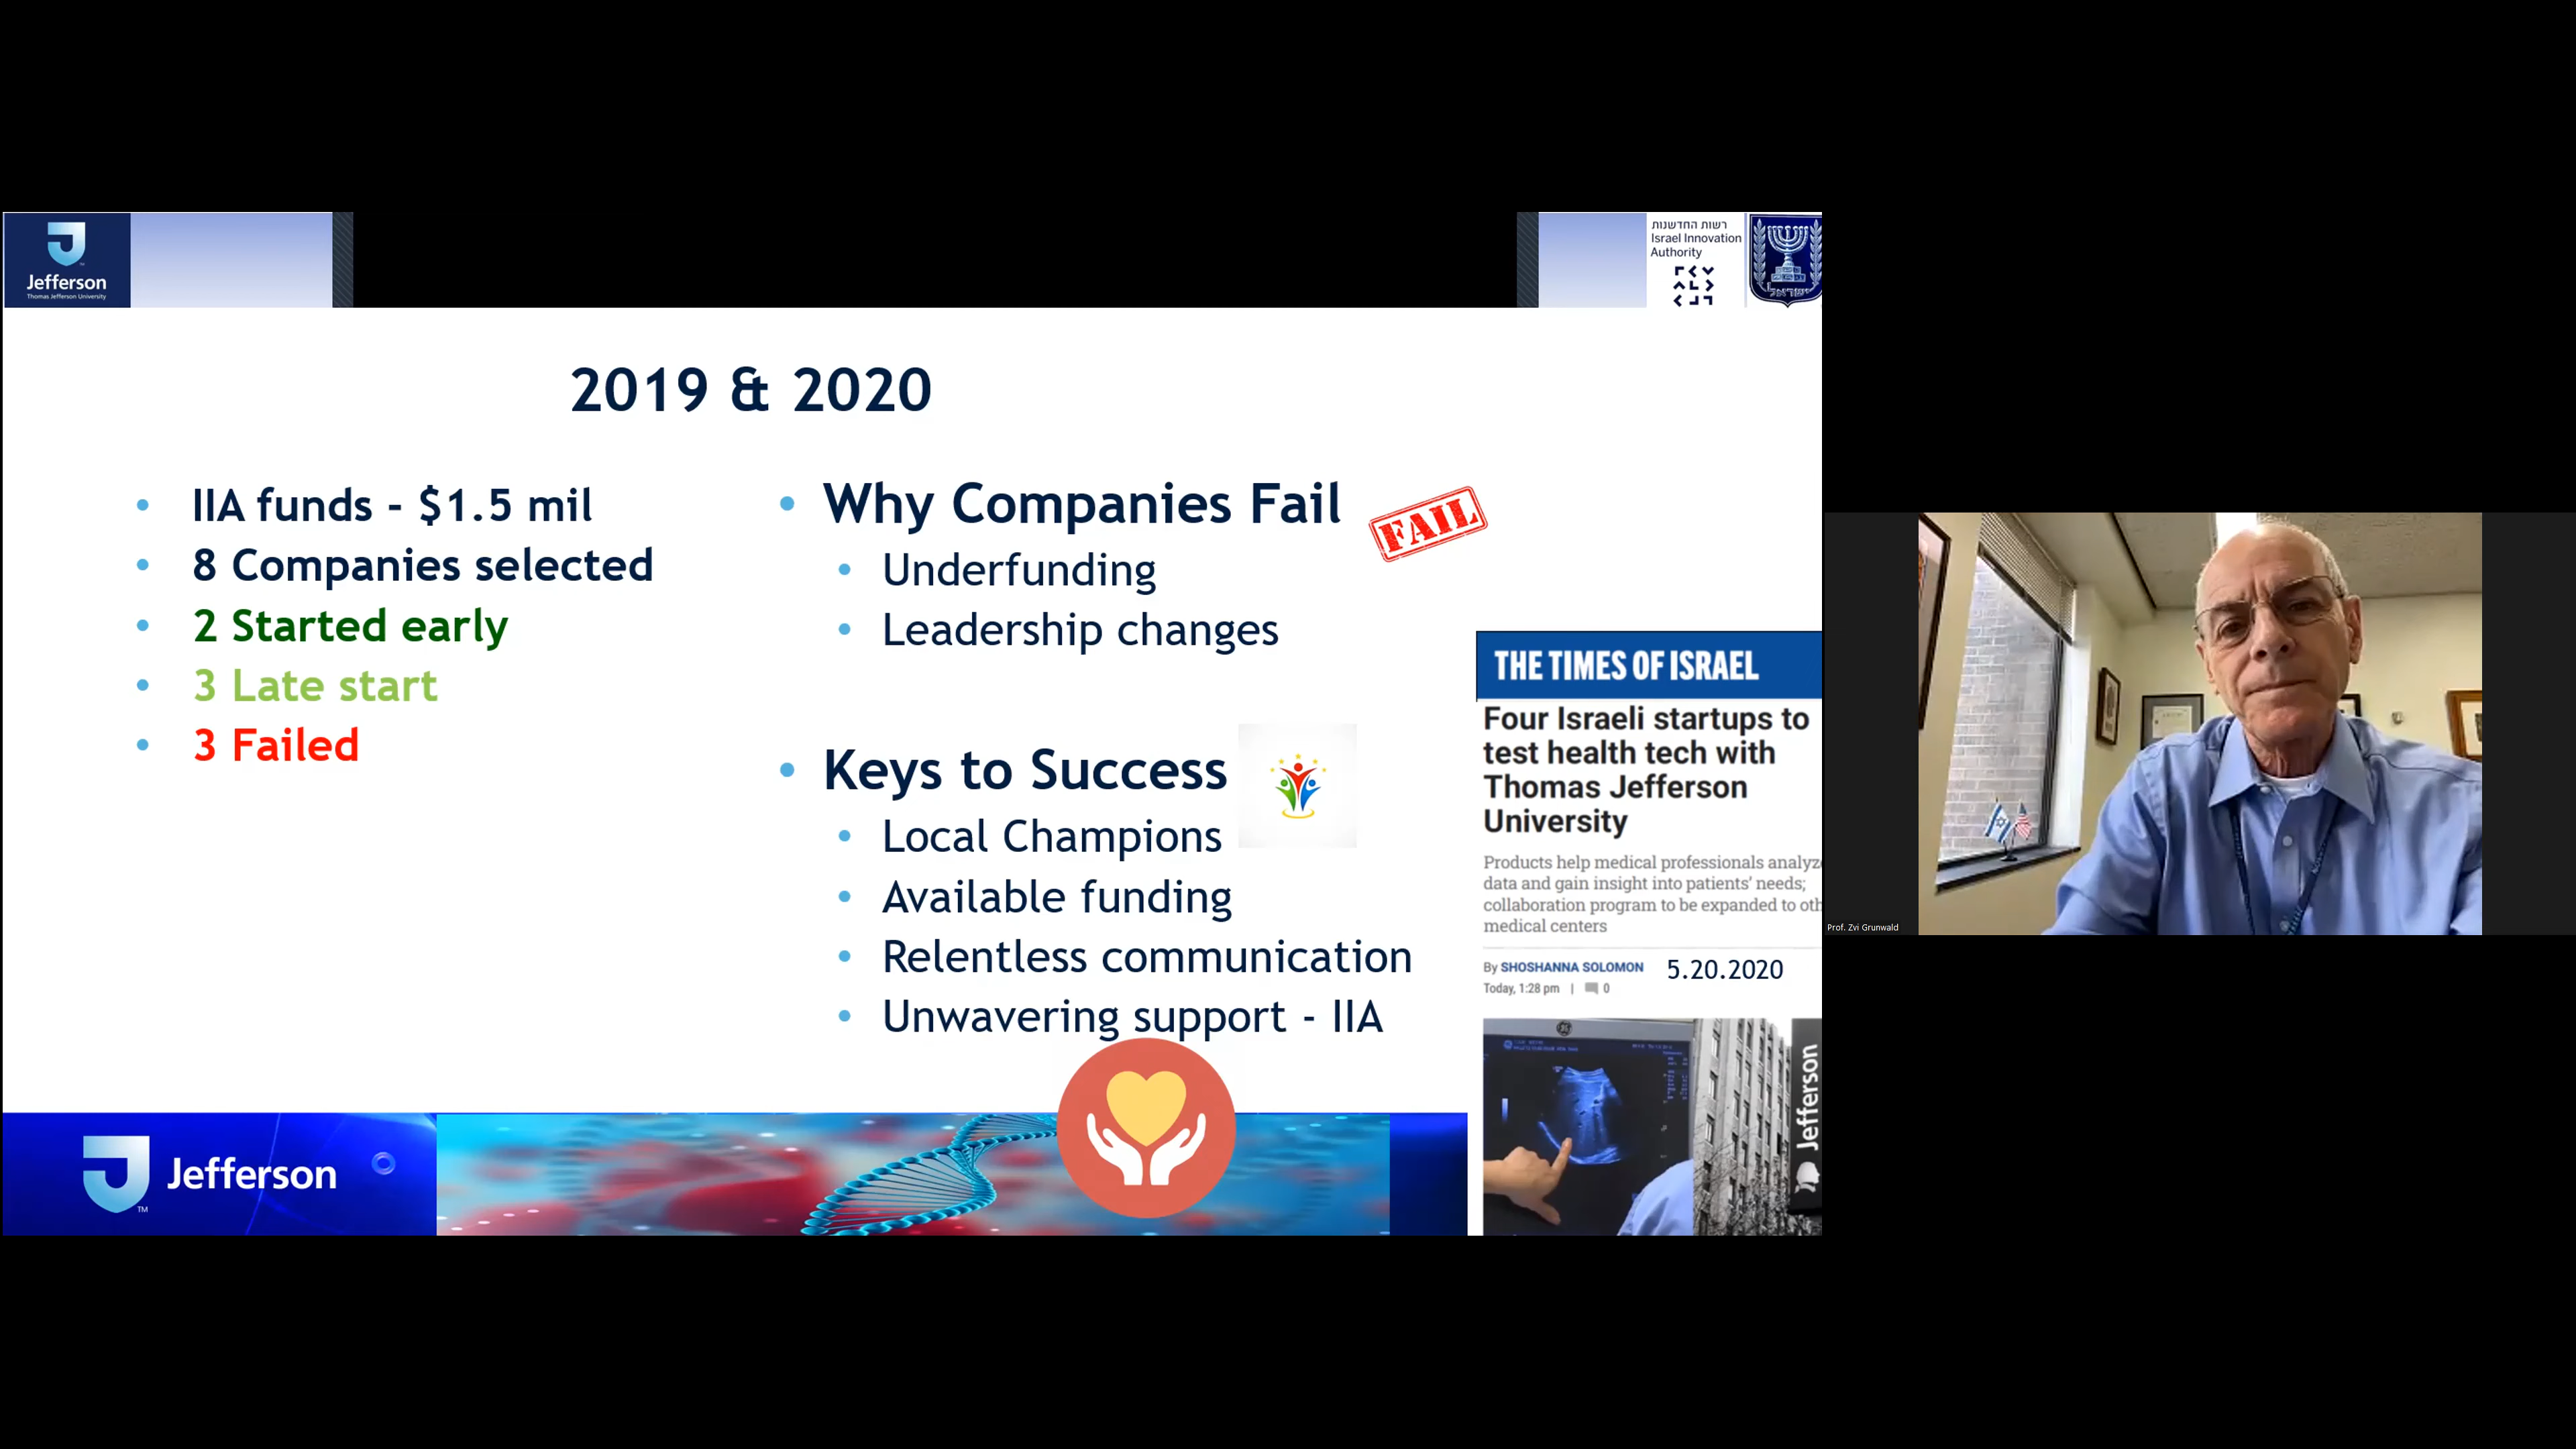 Jefferson
Thomas Jefferson University
רשות החדשנות
Israel Innovation
Authority
ישראל
2019 & 2020
IIA funds - $1.5 mil
8 Companies selected
2 Started early
3 Late start
3 Failed
Why Companies Fail
FAIL
Underfunding
Leadership changes
Keys to Success
Local Champions
Available funding
Relentless communication
Unwavering support - IIA
THE TIMES OF ISRAEL
Four Israeli startups to
test health tech with
Thomas Jefferson
University
Products help medical professionals analyz
data and gain insight into patients' needs;
collaboration program to be expanded to oth
medical centers
By SHOSHANNA SOLOMON 5.20.2020
Today, 1:28 pm | 0
Jefferson
Jefferson
TM
Prof. Zvi Grunwald